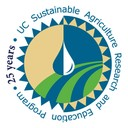 • 25 years •
UC Sustainable Agriculture Research and Education Program